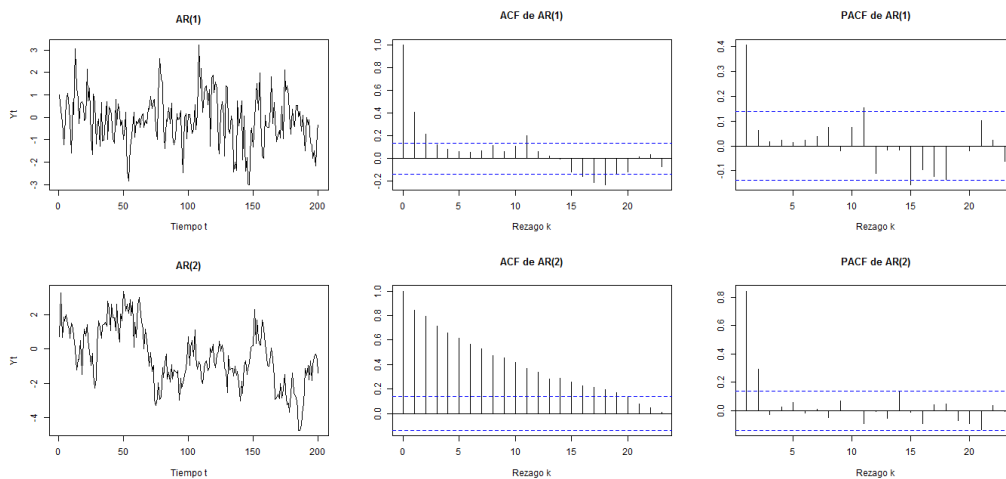 AR(1)
Yt
3
2
1
0
-1
-2
-3
0 50 100 150 200
Tiempo t
ACF de AR(1)
1.0
0.8
0.6
0.4
0.2
0.0
-0.2
0 5 10 15 20
Rezago k
PACF de AR(1)
0.4
0.3
0.2
0.1
0.0
-0.1
5 10 15 20
Rezago k
AR(2)
Yt
2
0
-2
-4
0 50 100 150 200
Tiempo t
ACF de AR(2)
1.0
0.8
0.6
0.4
0.2
0.0
0 5 10 15 20
Rezago k
PACF de AR(2)
0.8
0.6
0.4
0.2
0.0
5 10 15 20
Rezago k